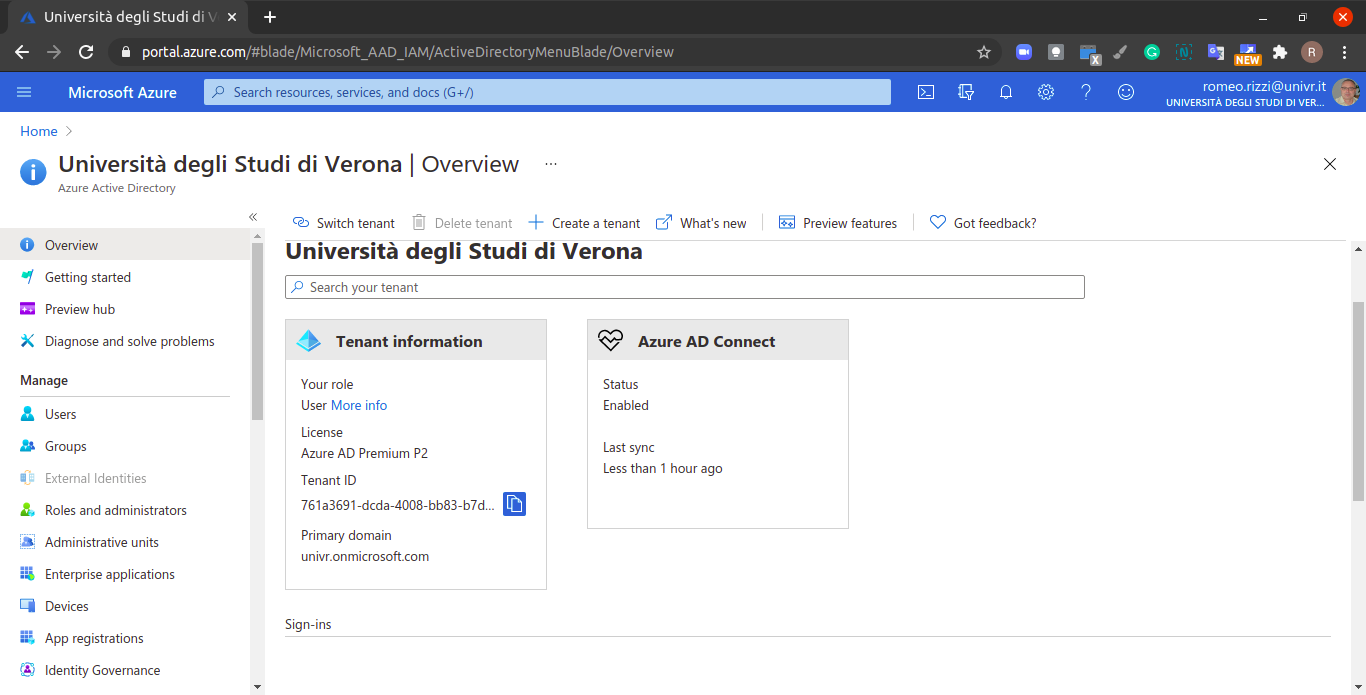 Università degli Studi di V
portal.azure.com/#blade/Microsoft_AAD_IAM/ActiveDirectoryMenuBlade/Overview
X
NEW
R
Microsoft Azure
Search resources, services, and docs (G+/)
romeo.rizzi@univr.it
UNIVERSITÀ DEGLI STUDI DI VER...
Home
Università degli Studi di Verona | Overview
...
Azure Active Directory
Switch tenant
Delete tenant
Create a tenant
What's new
Preview features
Got feedback?
Overview
Getting started
Preview hub
Diagnose and solve problems
Manage
Users
Groups
External Identities
Roles and administrators
Administrative units
Enterprise applications
Devices
App registrations
Identity Governance
Università degli Studi di Verona
Search your tenant
Tenant information
Your role
User More info
License
Azure AD Premium P2
Tenant ID
761a3691-dcda-4008-bb83-b7d...
Primary domain
univr.onmicrosoft.com
Azure AD Connect
Status
Enabled
Last sync
Less than 1 hour ago
Sign-ins